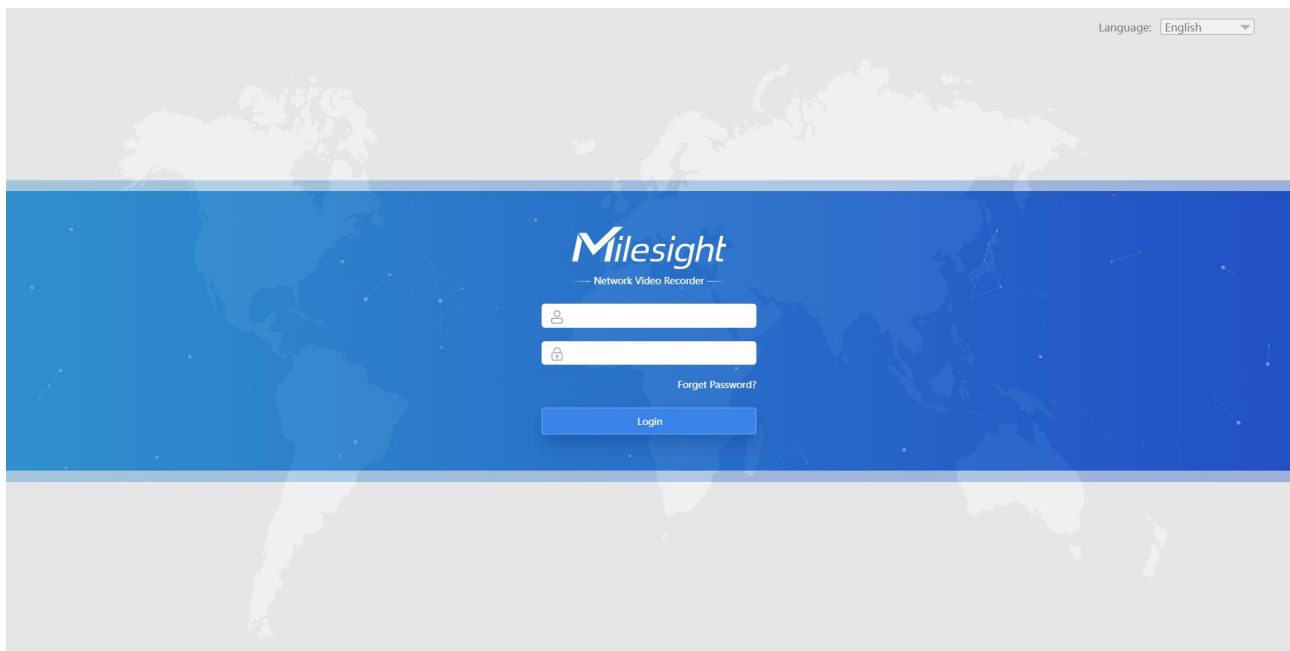 Language: English
Milesight
Network Video Recorder
Forget Password?
Login